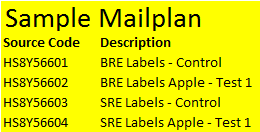 Sample Mailplan
Source Code Description
HS8Y56601 BRE Labels - Control
HS8Y56602 BRE Labels Apple - Test 1
HS8Y56603 SRE Labels - Control
HS8Y56604 SRE Labels Apple - Test 1